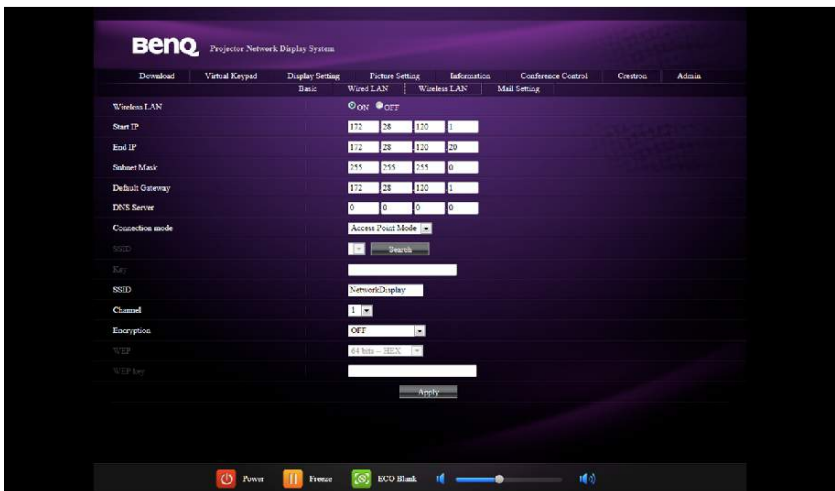 BenQ Projector Network Display System
Download Virtual Keypad Display Setting Picture Setting Information Conference Control Crestron Admin
Basic Wired LAN Wireless LAN Mail Setting
Wireless LAN ON OFF
Start IP 172 . 28 . 120 . 1
End IP 172 . 28 . 120 . 20
Subnet Mask 255 . 255 . 255 . 0
Default Gateway 172 . 28 . 120 . 1
DNS Server 0 . 0 . 0 . 0
Connection mode Access Point Mode
SSID Search
Key
SSID NetworkDisplay
Channel 1
Encryption OFF
WEP 64 bits -- HEX
WEP key
Apply
Power Freeze ECO Blank